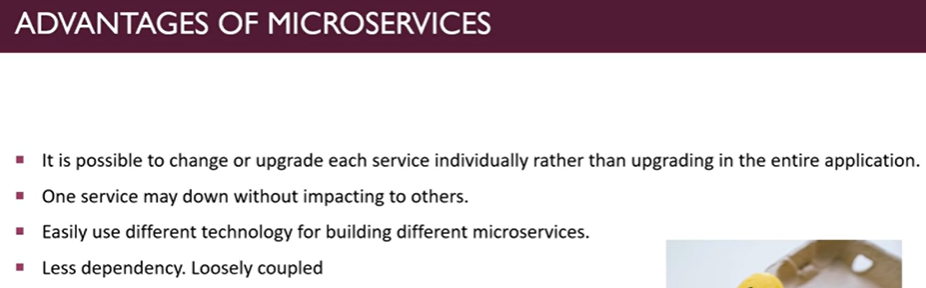 ADVANTAGES OF MICROSERVICES
It is possible to change or upgrade each service individually rather than upgrading in the entire application.
One service may down without impacting to others.
Easily use different technology for building different microservices.
Less dependency. Loosely coupled